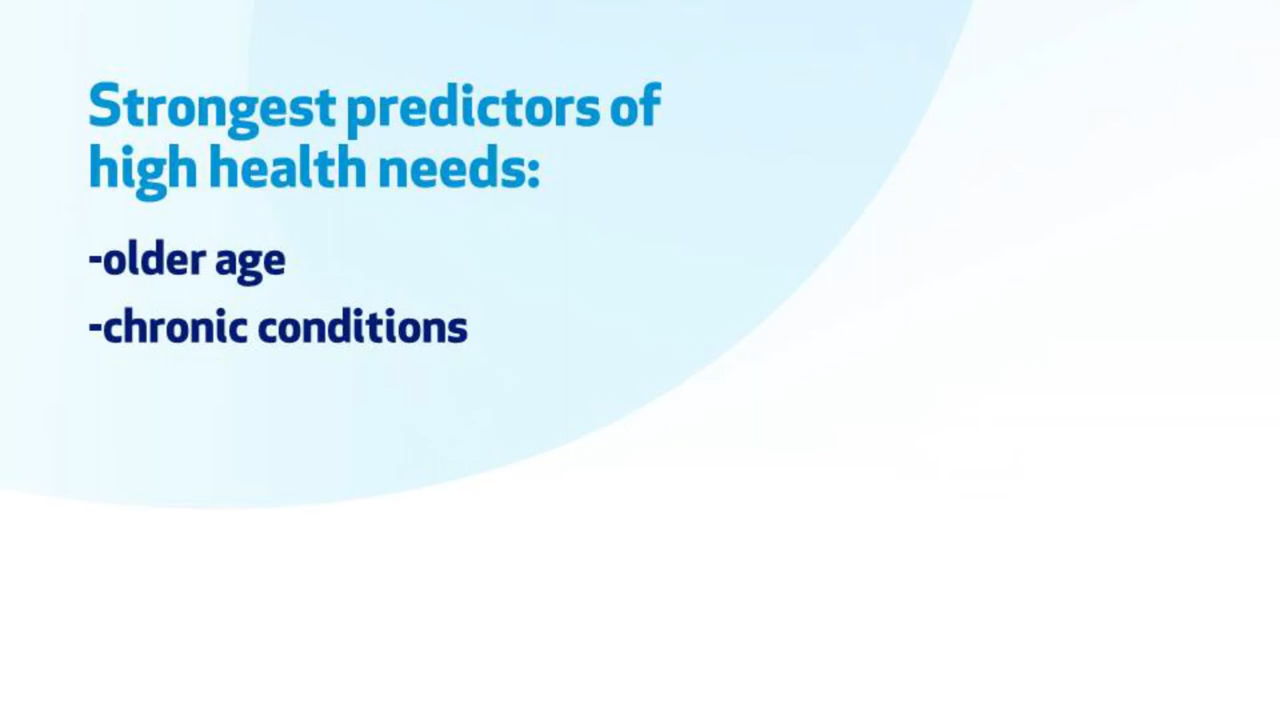 Strongest predictors of
high health needs:
-older age
-chronic conditions